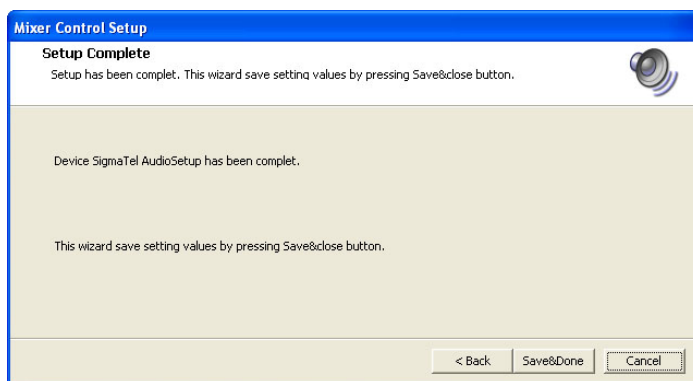 Mixer Control Setup
Setup Complete
Setup has been complet. This wizard save setting values by pressing Save&close button.
Device SigmaTel AudioSetup has been complet.
This wizard save setting values by pressing Save&close button.
< Back
Save&Done
Cancel